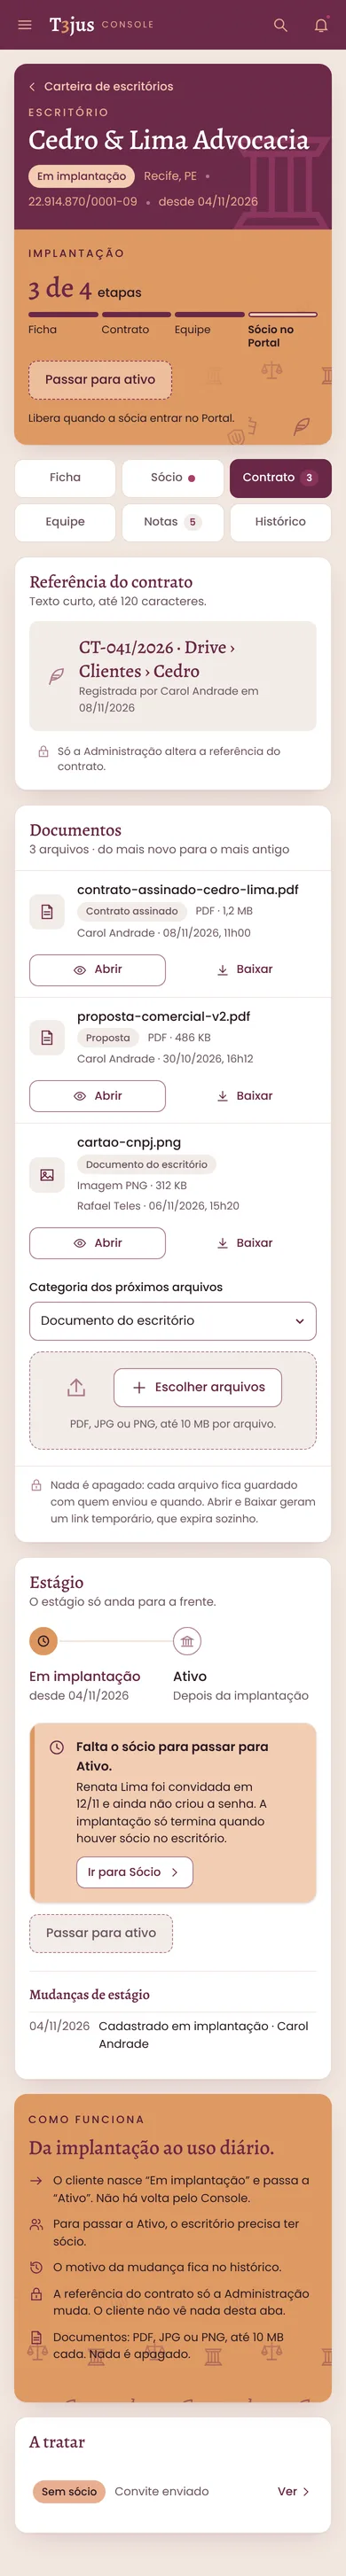 T3jus CONSOLE
Carteira de escritórios
ESCRITÓRIO
Cedro & Lima Advocacia
Em implantação Recife, PE •
22.914.870/0001-09 • desde 04/11/2026
IMPLANTAÇÃO
3 de 4 etapas
Ficha Contrato Equipe Sócio no
Portal
Passar para ativo
Libera quando a sócia entrar no Portal.
Ficha Sócio Contrato 3
Equipe Notas 5 Histórico
Referência do contrato
Texto curto, até 120 caracteres.
CT-041/2026 · Drive ›
Clientes › Cedro
Registrada por Carol Andrade em
08/11/2026
Só a Administração altera a referência do
contrato.
Documentos
3 arquivos · do mais novo para o mais antigo
contrato-assinado-cedro-lima.pdf
Contrato assinado PDF · 1,2 MB
Carol Andrade · 08/11/2026, 11h00
Abrir Baixar
proposta-comercial-v2.pdf
Proposta PDF · 486 KB
Carol Andrade · 30/10/2026, 16h12
Abrir Baixar
cartao-cnpj.png
Documento do escritório
Imagem PNG · 312 KB
Rafael Teles · 06/11/2026, 15h20
Abrir Baixar
Categoria dos próximos arquivos
Documento do escritório
Escolher arquivos
PDF, JPG ou PNG, até 10 MB por arquivo.
Nada é apagado: cada arquivo fica guardado
com quem enviou e quando. Abrir e Baixar geram
um link temporário, que expira sozinho.
Estágio
O estágio só anda para a frente.
Em implantação Ativo
desde 04/11/2026 Depois da implantação
Falta o sócio para passar para
Ativo.
Renata Lima foi convidada em
12/11 e ainda não criou a senha. A
implantação só termina quando
houver sócio no escritório.
Ir para Sócio
Passar para ativo
Mudanças de estágio
04/11/2026 Cadastrado em implantação · Carol
Andrade
COMO FUNCIONA
Da implantação ao uso diário.
O cliente nasce “Em implantação” e passa a
“Ativo”. Não há volta pelo Console.
Para passar a Ativo, o escritório precisa ter
sócio.
O motivo da mudança fica no histórico.
A referência do contrato só a Administração
muda. O cliente não vê nada desta aba.
Documentos: PDF, JPG ou PNG, até 10 MB
cada. Nada é apagado.
A tratar
Sem sócio Convite enviado Ver